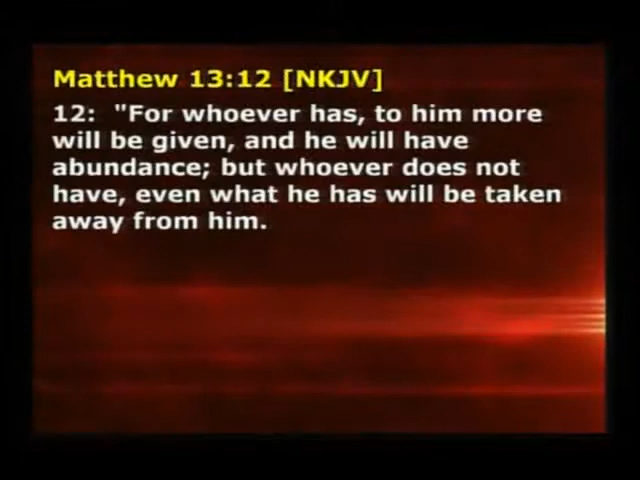 Matthew 13:12 [NKJV]
12:  "For whoever has, to him more
will be given, and he will have
abundance; but whoever does not
have, even what he has will be taken
away from him.